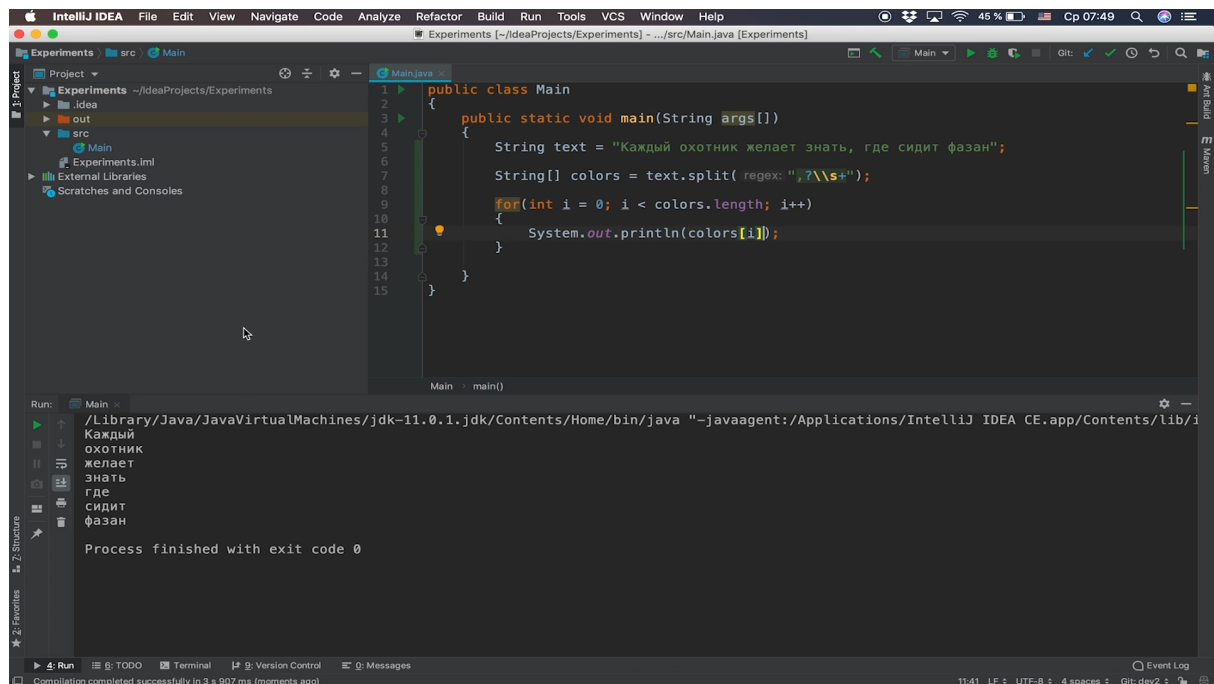 IntelliJ IDEA File Edit View Navigate Code Analyze Refactor Build Run Tools VCS Window Help 45 % Ср 07:49
Experiments [~/IdeaProjects/Experiments] - .../src/Main.java [Experiments]
Experiments src Main Main Git:
1: Project
Project
Experiments ~/IdeaProjects/Experiments
.idea
out
src
Main
Experiments.iml
External Libraries
Scratches and Consoles
Main.java
1 public class Main
2 {
3 public static void main(String args[])
4 {
5 String text = "Каждый охотник желает знать, где сидит фазан";
6
7 String[] colors = text.split( regex: ",?\\s+");
8
9 for(int i = 0; i < colors.length; i++)
10 {
11 System.out.println(colors[i]);
12 }
13
14 }
15 }
Main main()
Ant Build
Maven
Run: Main
/Library/Java/JavaVirtualMachines/jdk-11.0.1.jdk/Contents/Home/bin/java "-javaagent:/Applications/IntelliJ IDEA CE.app/Contents/lib/i
Каждый
охотник
желает
знать
где
сидит
фазан
Process finished with exit code 0
7: Structure
2: Favorites
4: Run 6: TODO Terminal 9: Version Control 0: Messages Event Log
Compilation completed successfully in 3 s 907 ms (moments ago) 11:41 LF UTF-8 4 spaces Git: dev2